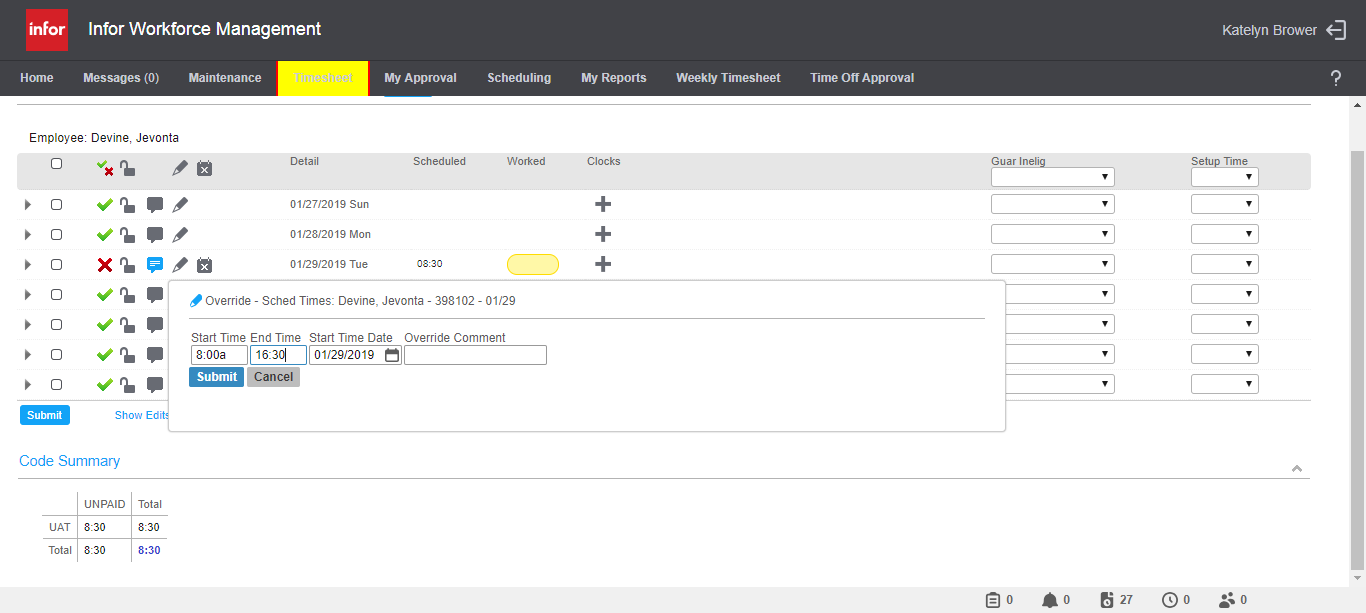 infor Infor Workforce Management Katelyn Brower
Home Messages (0) Maintenance Timesheet My Approval Scheduling My Reports Weekly Timesheet Time Off Approval ?
Employee: Devine, Jevonta
Detail Scheduled Worked Clocks Guar Inelig Setup Time
01/27/2019 Sun
01/28/2019 Mon
01/29/2019 Tue 08:30
Override - Sched Times: Devine, Jevonta - 398102 - 01/29
Start Time End Time Start Time Date Override Comment
8:00a 16:30 01/29/2019
Submit Cancel
Submit Show Edits
Code Summary
UNPAID Total
UAT 8:30 8:30
Total 8:30 8:30
0 0 27 0 0